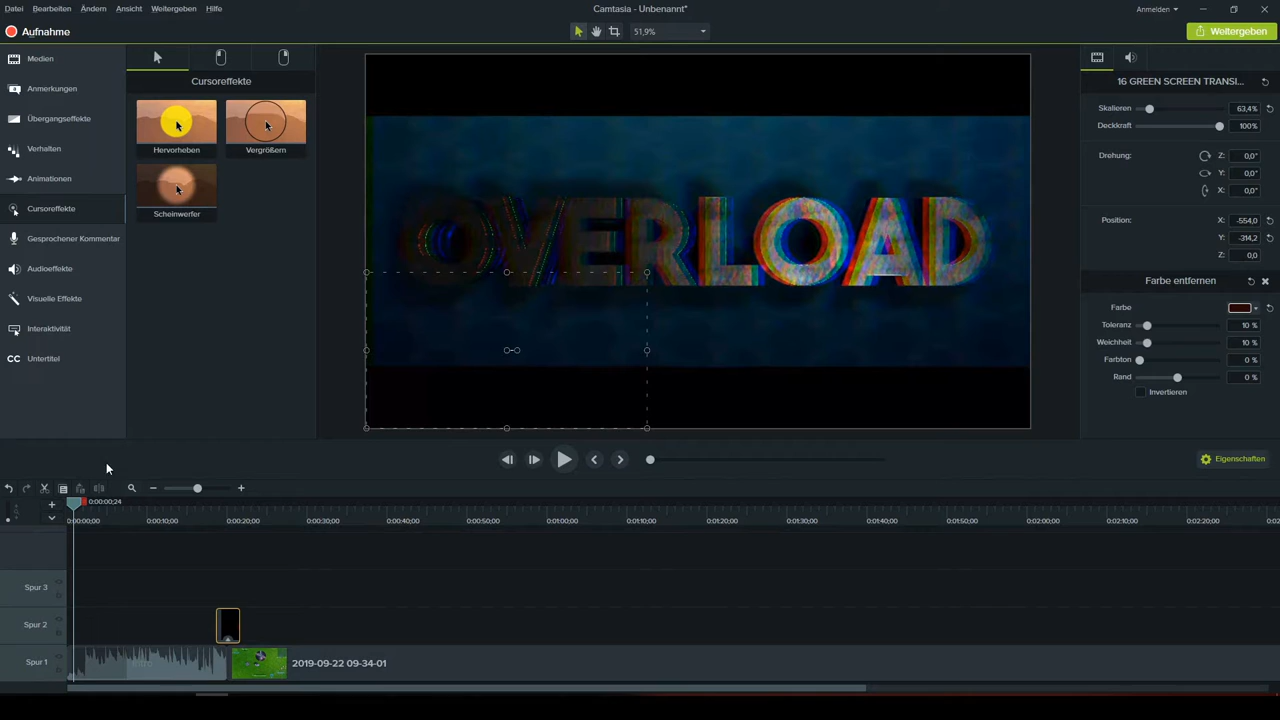 Datei Bearbeiten Ändern Ansicht Weitergeben Hilfe
Camtasia - Unbenannt*
Anmelden
Aufnahme
51,9%
Weitergeben
Medien
Anmerkungen
Übergangseffekte
Verhalten
Animationen
Cursoreffekte
Gesprochener Kommentar
Audioeffekte
Visuelle Effekte
Interaktivität
CC Untertitel
Cursoreffekte
Hervorheben
Vergrößern
Scheinwerfer
OVERLOAD
16 GREEN SCREEN TRANSI...
Skalieren 63,4%
Deckkraft 100%
Drehung: Z: 0,0°
Y: 0,0°
X: 0,0°
Position: X: -554,0
Y: -314,2
Z: 0,0
Farbe entfernen
Farbe
Toleranz 10 %
Weichheit 10 %
Farbton 0 %
Rand 0 %
Invertieren
Eigenschaften
0:00:00;24
0:00:00;00 0:00:10;00 0:00:20;00 0:00:30;00 0:00:40;00 0:00:50;00 0:01:00;00 0:01:10;00 0:01:20;00 0:01:30;00 0:01:40;00 0:01:50;00 0:02:00;00 0:02:10;00 0:02:20;00 0:02
Spur 3
Spur 2
Spur 1
2019-09-22 09-34-01